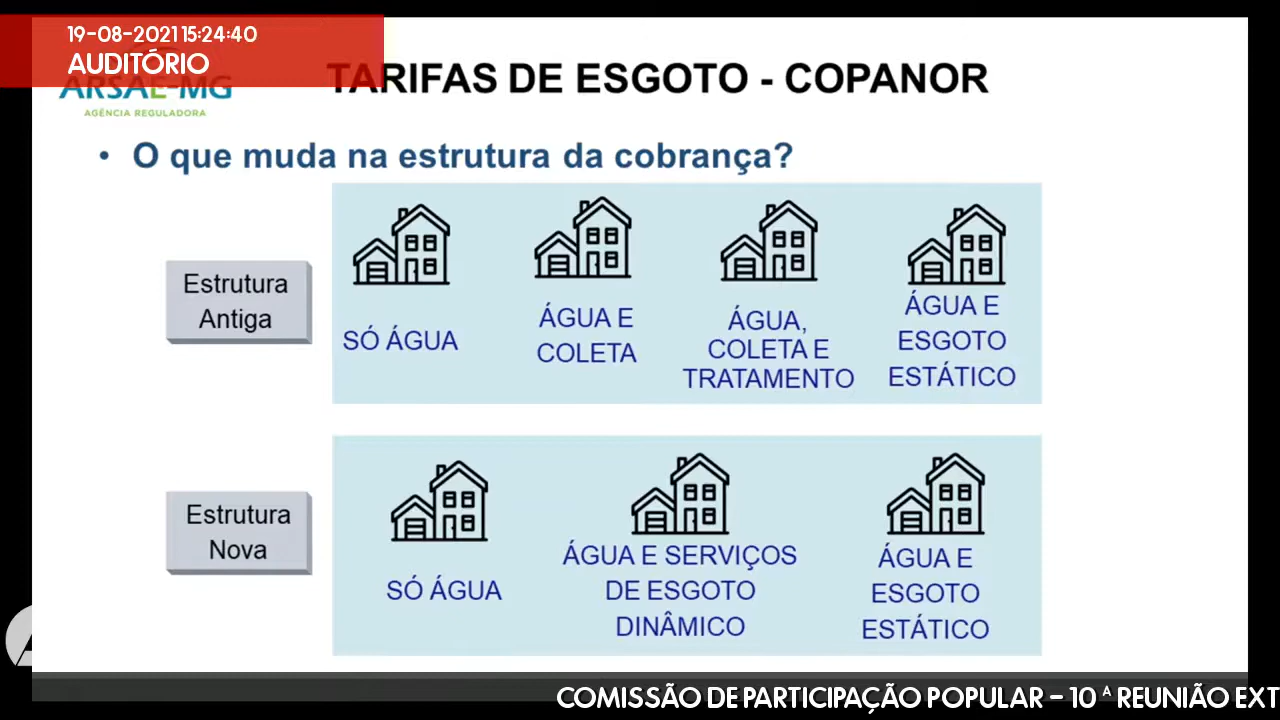 19-08-2021 15:24:40
AUDITÓRIO
ARSAE-MG
AGÊNCIA REGULADORA
TARIFAS DE ESGOTO - COPANOR
• O que muda na estrutura da cobrança?
Estrutura
Antiga
SÓ ÁGUA
ÁGUA E
COLETA
ÁGUA,
COLETA E
TRATAMENTO
ÁGUA E
ESGOTO
ESTÁTICO
Estrutura
Nova
SÓ ÁGUA
ÁGUA E SERVIÇOS
DE ESGOTO
DINÂMICO
ÁGUA E
ESGOTO
ESTÁTICO
COMISSÃO DE PARTICIPAÇÃO POPULAR – 10 ª REUNIÃO EXT